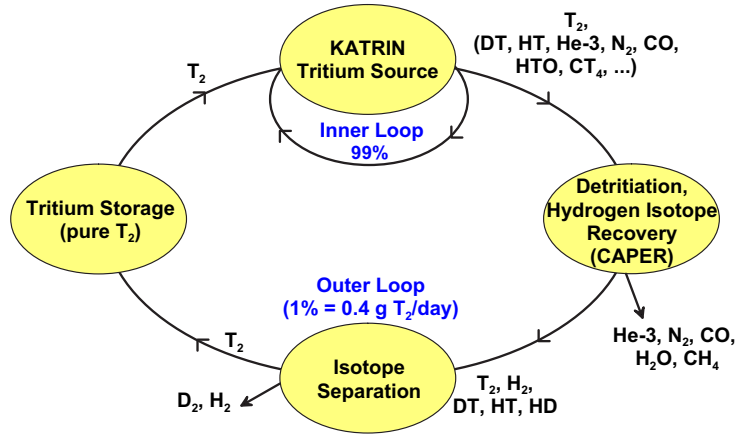 KATRIN
Tritium Source
T₂,
(DT, HT, He-3, N₂, CO,
HTO, CT₄, ...)
T₂
Inner Loop
99%
Tritium Storage
(pure T₂)
Detritiation,
Hydrogen Isotope
Recovery
(CAPER)
Outer Loop
(1% = 0.4 g T₂/day)
He-3, N₂, CO,
H₂O, CH₄
T₂
Isotope
Separation
T₂, H₂,
DT, HT, HD
D₂, H₂